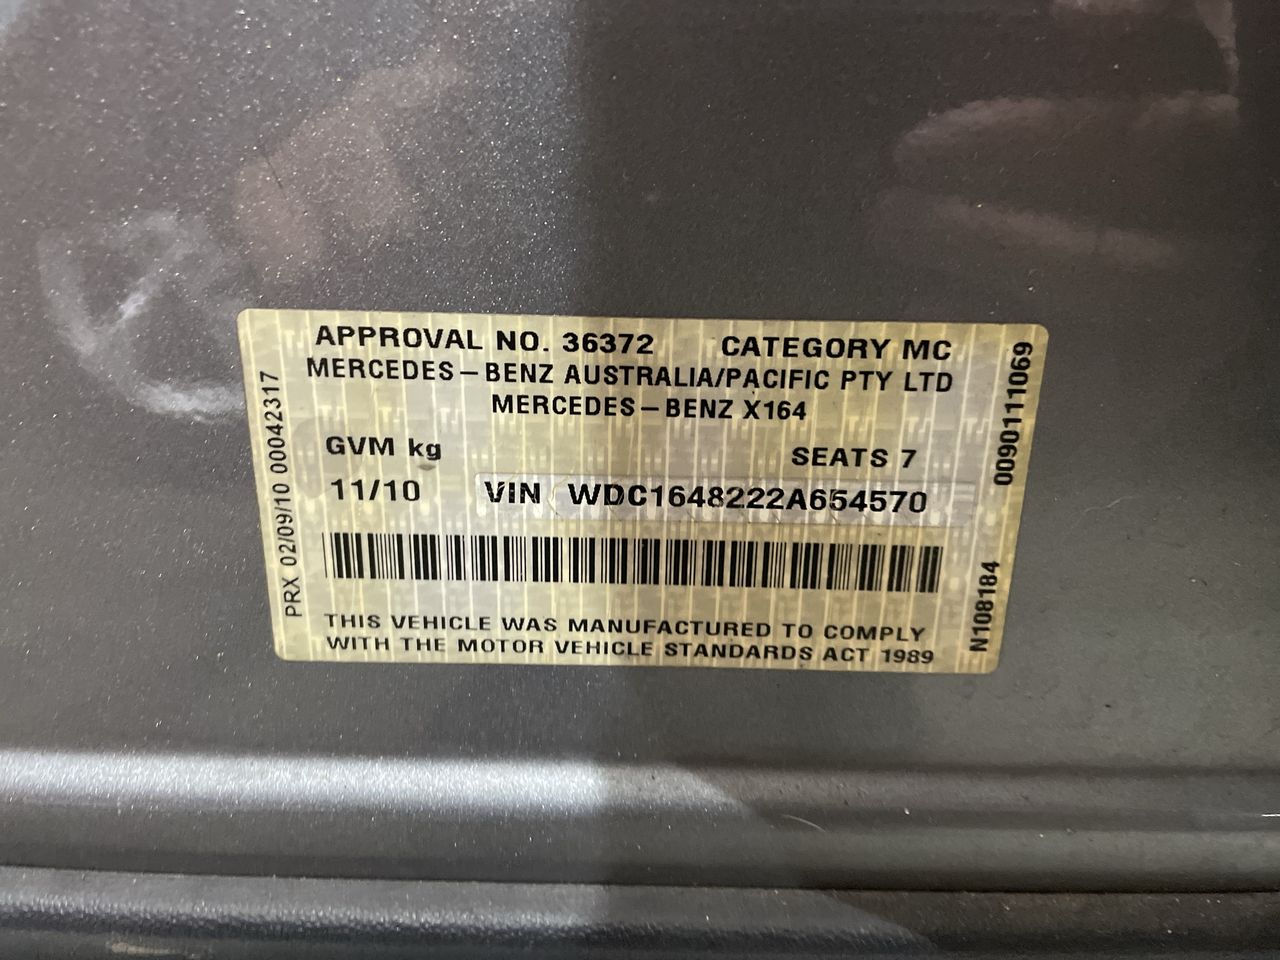 APPROVAL NO. 36372 CATEGORY MC
MERCEDES-BENZ AUSTRALIA/PACIFIC PTY LTD
MERCEDES-BENZ X164
GVM kg SEATS 7
11/10 VIN WDC1648222A654570
THIS VEHICLE WAS MANUFACTURED TO COMPLY
WITH THE MOTOR VEHICLE STANDARDS ACT 1989
PRX 02/09/10 00042317
0090111069
N108184